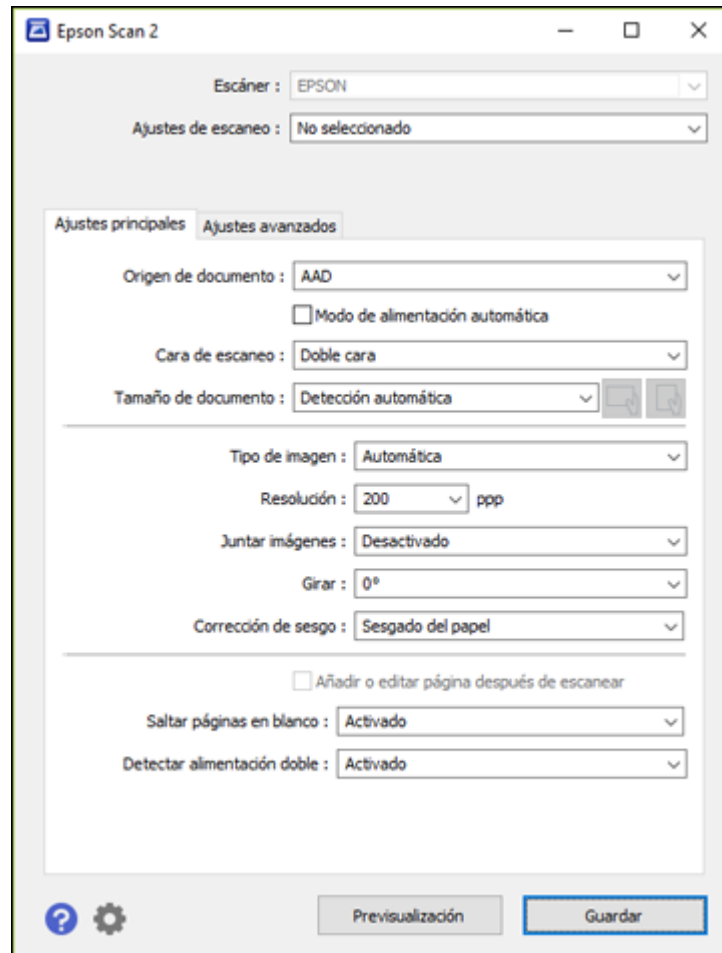 Epson Scan 2
Escáner : EPSON
Ajustes de escaneo : No seleccionado
Ajustes principales Ajustes avanzados
Origen de documento : AAD
Modo de alimentación automática
Cara de escaneo : Doble cara
Tamaño de documento : Detección automática
Tipo de imagen : Automática
Resolución : 200 ppp
Juntar imágenes : Desactivado
Girar : 0°
Corrección de sesgo : Sesgado del papel
Añadir o editar página después de escanear
Saltar páginas en blanco : Activado
Detectar alimentación doble : Activado
? Previsualización Guardar